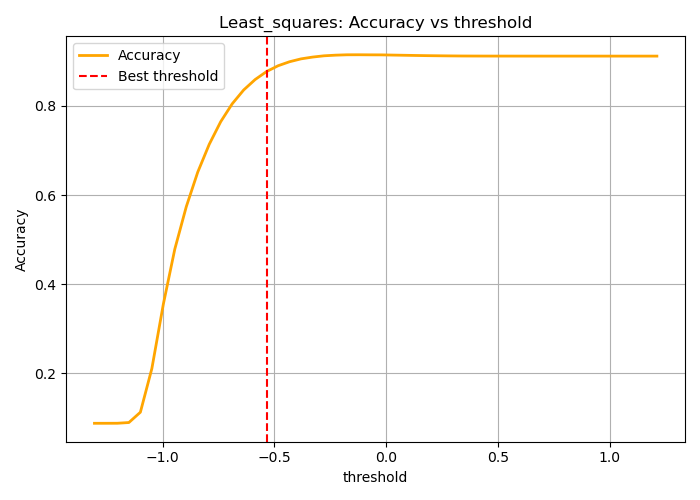 Least_squares: Accuracy vs threshold
Accuracy
Best threshold
Accuracy
0.8
0.6
0.4
0.2
−1.0 −0.5 0.0 0.5 1.0
threshold